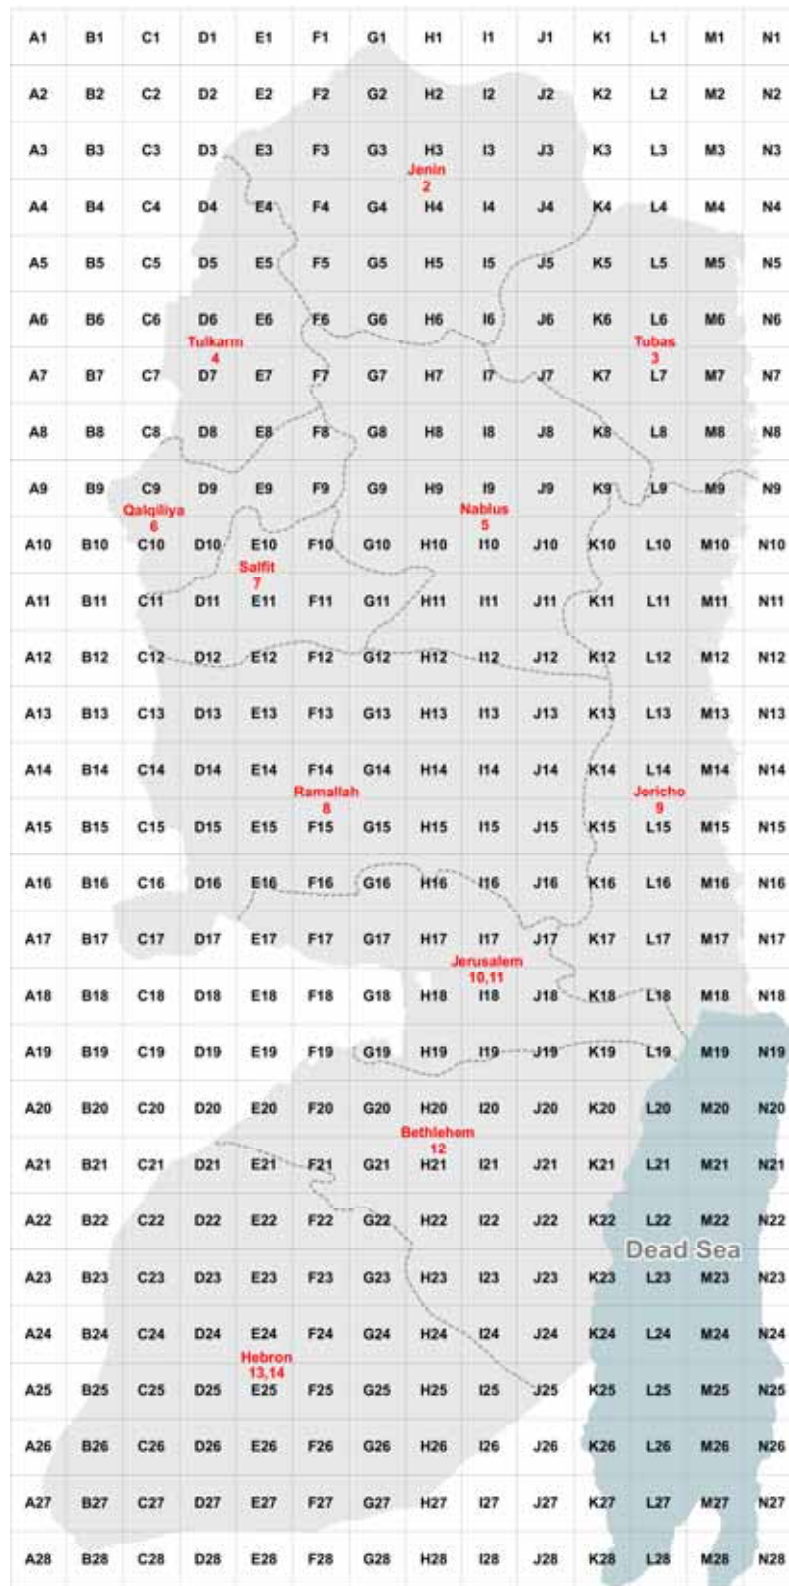 A1 B1 C1 D1 E1 F1 G1 H1 I1 J1 K1 L1 M1 N1
A2 B2 C2 D2 E2 F2 G2 H2 I2 J2 K2 L2 M2 N2
A3 B3 C3 D3 E3 F3 G3 H3 I3 J3 K3 L3 M3 N3
Jenin
2
A4 B4 C4 D4 E4 F4 G4 H4 I4 J4 K4 L4 M4 N4
A5 B5 C5 D5 E5 F5 G5 H5 I5 J5 K5 L5 M5 N5
A6 B6 C6 D6 E6 F6 G6 H6 I6 J6 K6 L6 M6 N6
Tulkarm Tubas
4 3
A7 B7 C7 D7 E7 F7 G7 H7 I7 J7 K7 L7 M7 N7
A8 B8 C8 D8 E8 F8 G8 H8 I8 J8 K8 L8 M8 N8
A9 B9 C9 D9 E9 F9 G9 H9 I9 J9 K9 L9 M9 N9
Qalqiliya Nablus
6 5
A10 B10 C10 D10 E10 F10 G10 H10 I10 J10 K10 L10 M10 N10
Salfit
7
A11 B11 C11 D11 E11 F11 G11 H11 I11 J11 K11 L11 M11 N11
A12 B12 C12 D12 E12 F12 G12 H12 I12 J12 K12 L12 M12 N12
A13 B13 C13 D13 E13 F13 G13 H13 I13 J13 K13 L13 M13 N13
A14 B14 C14 D14 E14 F14 G14 H14 I14 J14 K14 L14 M14 N14
Ramallah Jericho
8 9
A15 B15 C15 D15 E15 F15 G15 H15 I15 J15 K15 L15 M15 N15
A16 B16 C16 D16 E16 F16 G16 H16 I16 J16 K16 L16 M16 N16
A17 B17 C17 D17 E17 F17 G17 H17 I17 J17 K17 L17 M17 N17
Jerusalem
10,11
A18 B18 C18 D18 E18 F18 G18 H18 I18 J18 K18 L18 M18 N18
A19 B19 C19 D19 E19 F19 G19 H19 I19 J19 K19 L19 M19 N19
A20 B20 C20 D20 E20 F20 G20 H20 I20 J20 K20 L20 M20 N20
Bethlehem
12
A21 B21 C21 D21 E21 F21 G21 H21 I21 J21 K21 L21 M21 N21
A22 B22 C22 D22 E22 F22 G22 H22 I22 J22 K22 L22 M22 N22
Dead Sea
A23 B23 C23 D23 E23 F23 G23 H23 I23 J23 K23 L23 M23 N23
A24 B24 C24 D24 E24 F24 G24 H24 I24 J24 K24 L24 M24 N24
Hebron
13,14
A25 B25 C25 D25 E25 F25 G25 H25 I25 J25 K25 L25 M25 N25
A26 B26 C26 D26 E26 F26 G26 H26 I26 J26 K26 L26 M26 N26
A27 B27 C27 D27 E27 F27 G27 H27 I27 J27 K27 L27 M27 N27
A28 B28 C28 D28 E28 F28 G28 H28 I28 J28 K28 L28 M28 N28